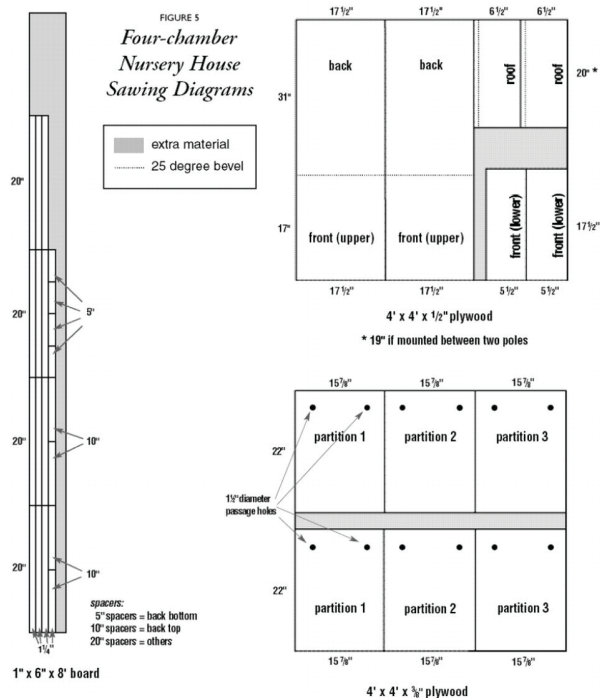 FIGURE 5
Four-chamber
Nursery House
Sawing Diagrams
extra material
25 degree bevel
20"
5"
20"
20"
10"
20"
10"
1¼"
spacers:
5" spacers = back bottom
10" spacers = back top
20" spacers = others
1" x 6" x 8' board
17½" 17½" 6½" 6½"
back back roof roof
31" 20" *
17" front (upper) front (upper) front (lower) front (lower) 17½"
17½" 17½" 5½" 5½"
4' x 4' x ½" plywood
* 19" if mounted between two poles
15⅞" 15⅞" 15⅞"
partition 1 partition 2 partition 3
22"
1½" diameter
passage holes
22"
partition 1 partition 2 partition 3
15⅞" 15⅞" 15⅞"
4' x 4' x ⅜" plywood